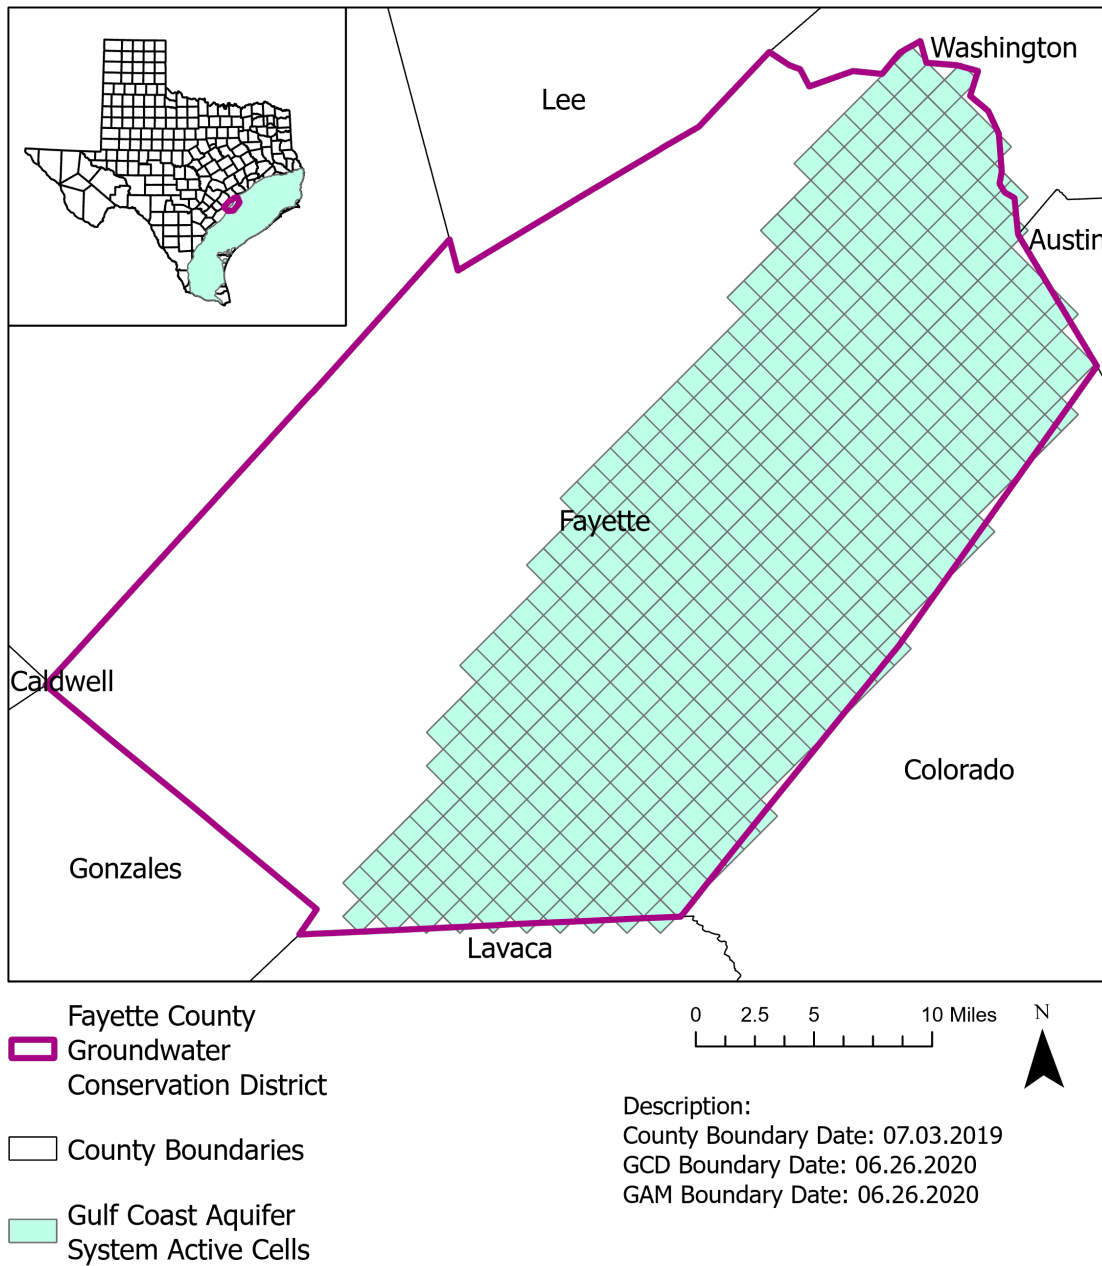 Washington
Lee
Austin
Fayette
Caldwell
Colorado
Gonzales
Lavaca
Fayette County
Groundwater
Conservation District
County Boundaries
Gulf Coast Aquifer
System Active Cells
0 2.5 5 10 Miles
N
Description:
County Boundary Date: 07.03.2019
GCD Boundary Date: 06.26.2020
GAM Boundary Date: 06.26.2020